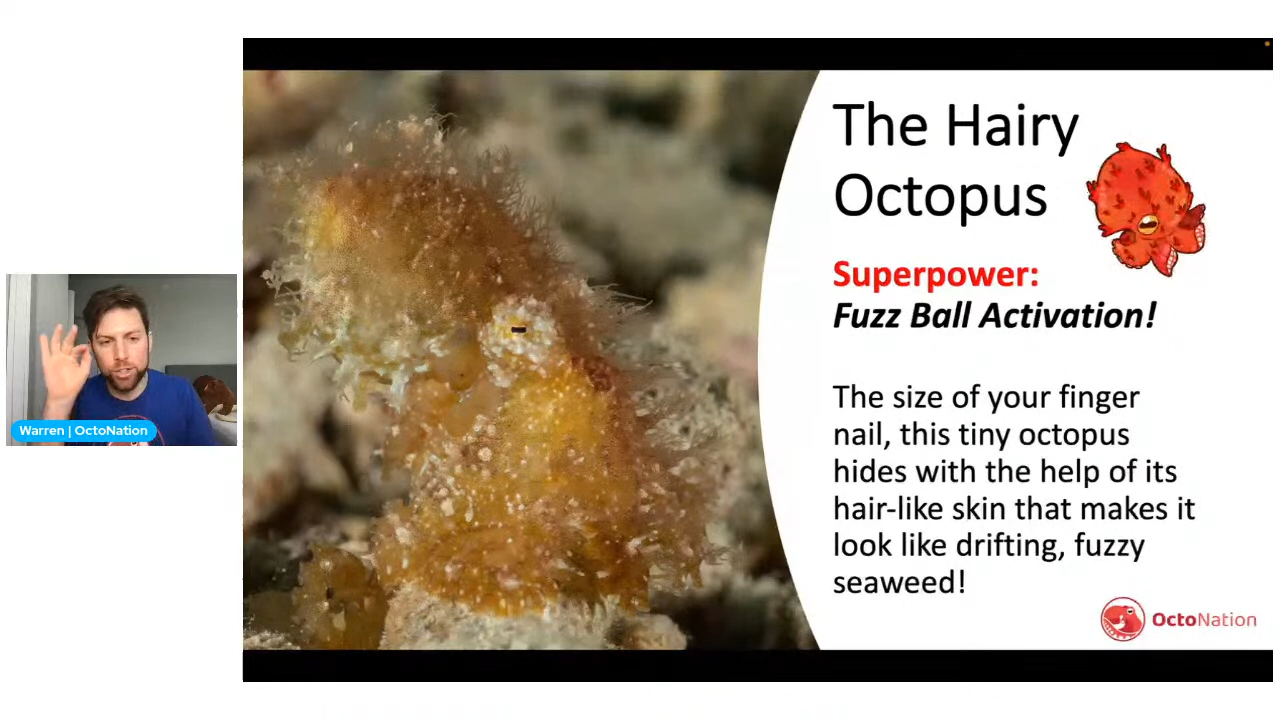 The Hairy
Octopus
Superpower:
Fuzz Ball Activation!
The size of your finger
nail, this tiny octopus
hides with the help of its
hair-like skin that makes it
look like drifting, fuzzy
seaweed!
OctoNation
Warren | OctoNation